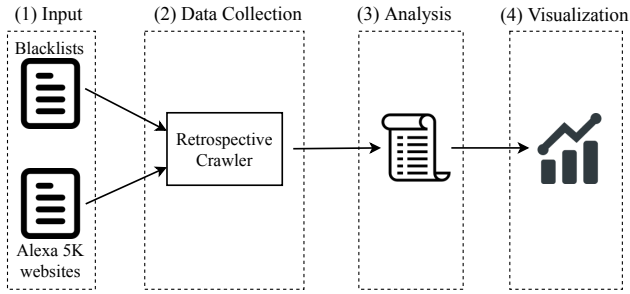 (1) Input
(2) Data Collection
(3) Analysis
(4) Visualization
Blacklists
Retrospective
Crawler
Alexa 5K
websites